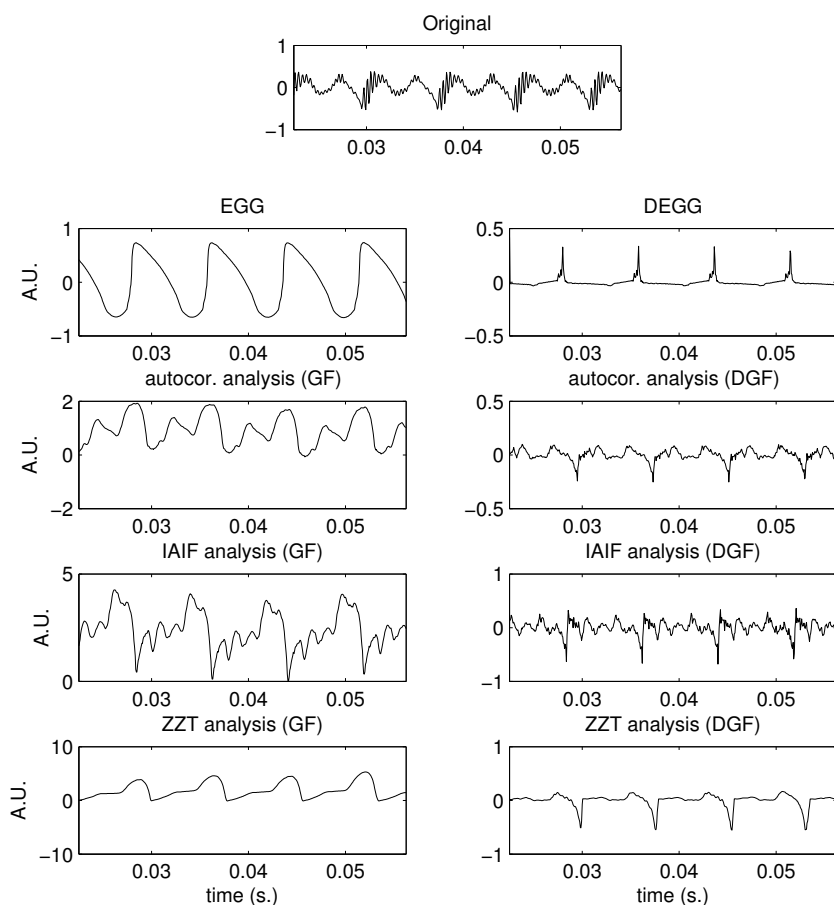 Original
1
0
−1
0.03 0.04 0.05
EGG DEGG
1 0.5
0 0
−1 −0.5
A.U.
0.03 0.04 0.05 0.03 0.04 0.05
autocor. analysis (GF) autocor. analysis (DGF)
2 0.5
0 0
−2 −0.5
A.U.
0.03 0.04 0.05 0.03 0.04 0.05
IAIF analysis (GF) IAIF analysis (DGF)
5 1
0
0 −1
A.U.
0.03 0.04 0.05 0.03 0.04 0.05
ZZT analysis (GF) ZZT analysis (DGF)
10 1
0 0
−10 −1
A.U.
0.03 0.04 0.05 0.03 0.04 0.05
time (s.) time (s.)